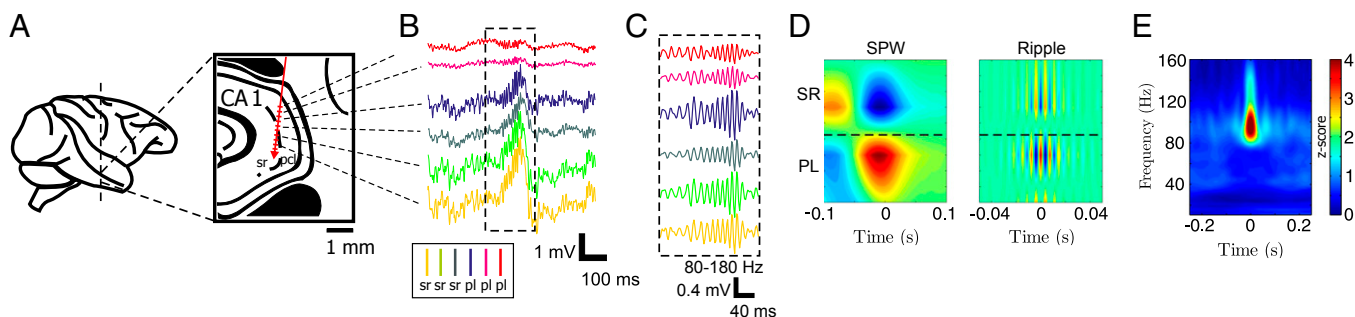 A
CA1
sr
pcl
1 mm
B
1 mV
100 ms
sr sr sr pl pl pl
C
80-180 Hz
0.4 mV
40 ms
D
SPW
Ripple
SR
PL
-0.1 0 0.1
Time (s)
-0.04 0 0.04
Time (s)
E
Frequency (Hz)
160
120
80
40
-0.2 0 0.2
Time (s)
4
3
2
1
0
z-score